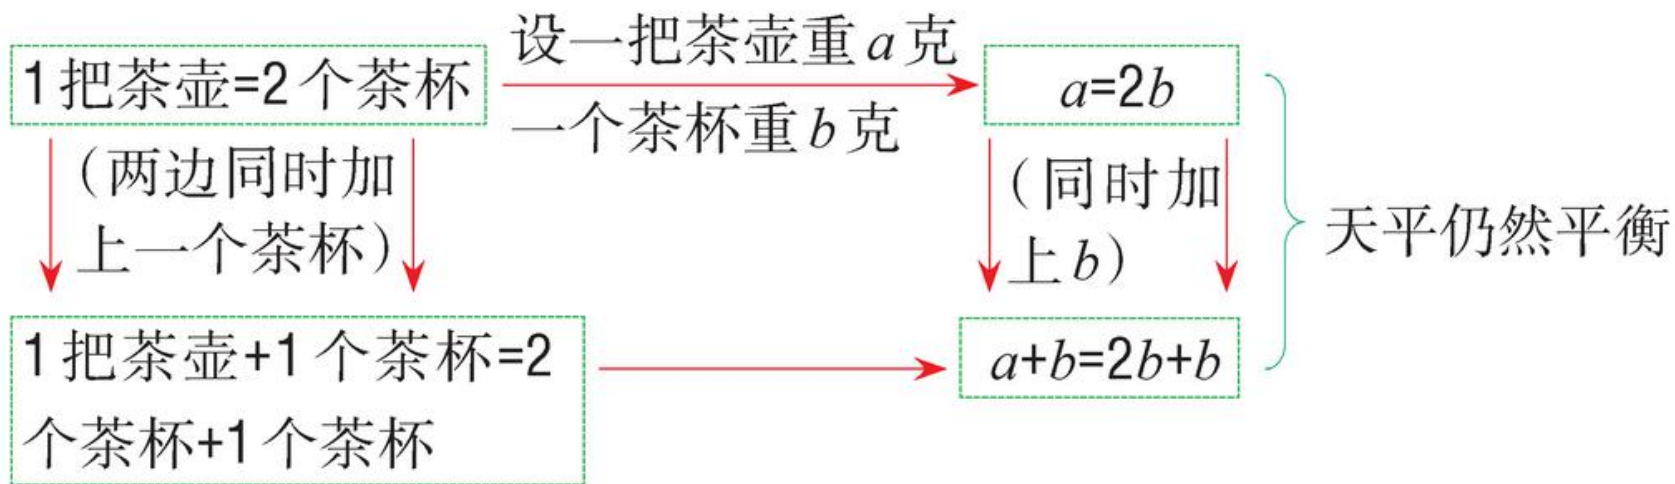 1把茶壶=2个茶杯
设一把茶壶重a克
一个茶杯重b克
a=2b
(两边同时加
上一个茶杯)
(同时加
上b)
天平仍然平衡
1把茶壶+1个茶杯=2
个茶杯+1个茶杯
a+b=2b+b